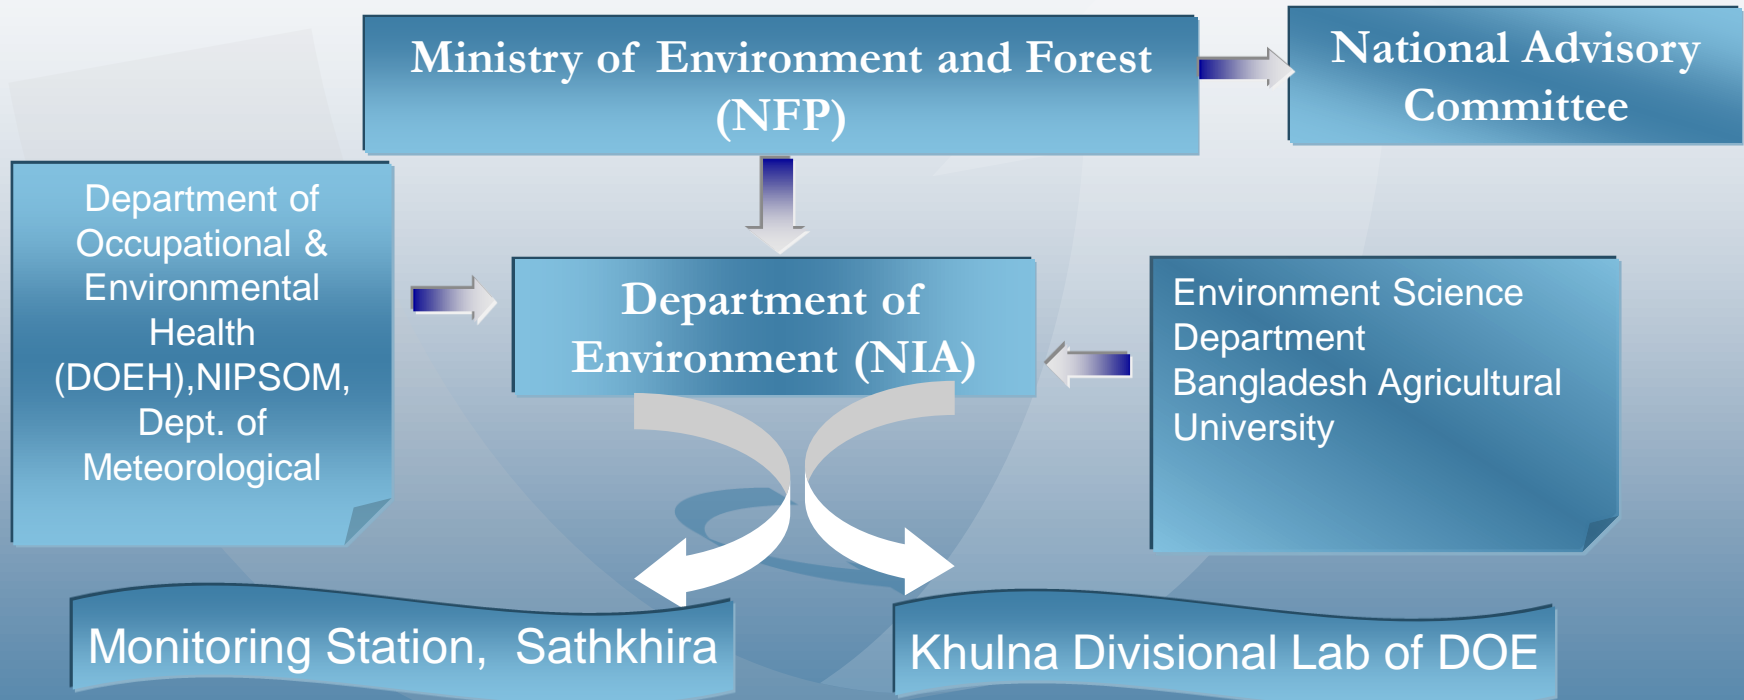 Ministry of Environment and Forest
(NFP)
National Advisory
Committee
Department of
Occupational &
Environmental
Health
(DOEH),NIPSOM,
Dept. of
Meteorological
Department of
Environment (NIA)
Environment Science
Department
Bangladesh Agricultural
University
Monitoring Station, Sathkhira
Khulna Divisional Lab of DOE